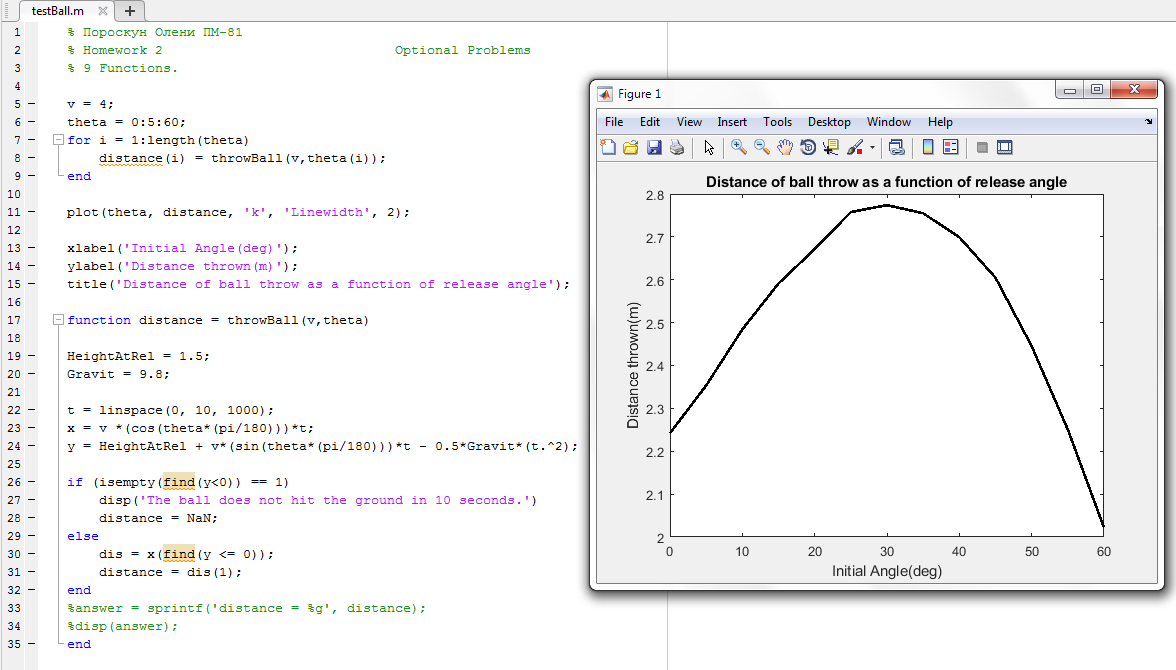 testBall.m
1 % Пороскун Олени ПМ-81
2 % Homework 2 Optional Problems
3 % 9 Functions.
4
5 v = 4;
6 theta = 0:5:60;
7 for i = 1:length(theta)
8 distance(i) = throwBall(v,theta(i));
9 end
10
11 plot(theta, distance, 'k', 'Linewidth', 2);
12
13 xlabel('Initial Angle(deg)');
14 ylabel('Distance thrown(m)');
15 title('Distance of ball throw as a function of release angle');
16
17 function distance = throwBall(v,theta)
18
19 HeightAtRel = 1.5;
20 Gravit = 9.8;
21
22 t = linspace(0, 10, 1000);
23 x = v *(cos(theta*(pi/180)))*t;
24 y = HeightAtRel + v*(sin(theta*(pi/180)))*t - 0.5*Gravit*(t.^2);
25
26 if (isempty(find(y<0)) == 1)
27 disp('The ball does not hit the ground in 10 seconds.')
28 distance = NaN;
29 else
30 dis = x(find(y <= 0));
31 distance = dis(1);
32 end
33 %answer = sprintf('distance = %g', distance);
34 %disp(answer);
35 end
Figure 1
File Edit View Insert Tools Desktop Window Help
Distance of ball throw as a function of release angle
Distance thrown(m)
2.8
2.7
2.6
2.5
2.4
2.3
2.2
2.1
2
0 10 20 30 40 50 60
Initial Angle(deg)